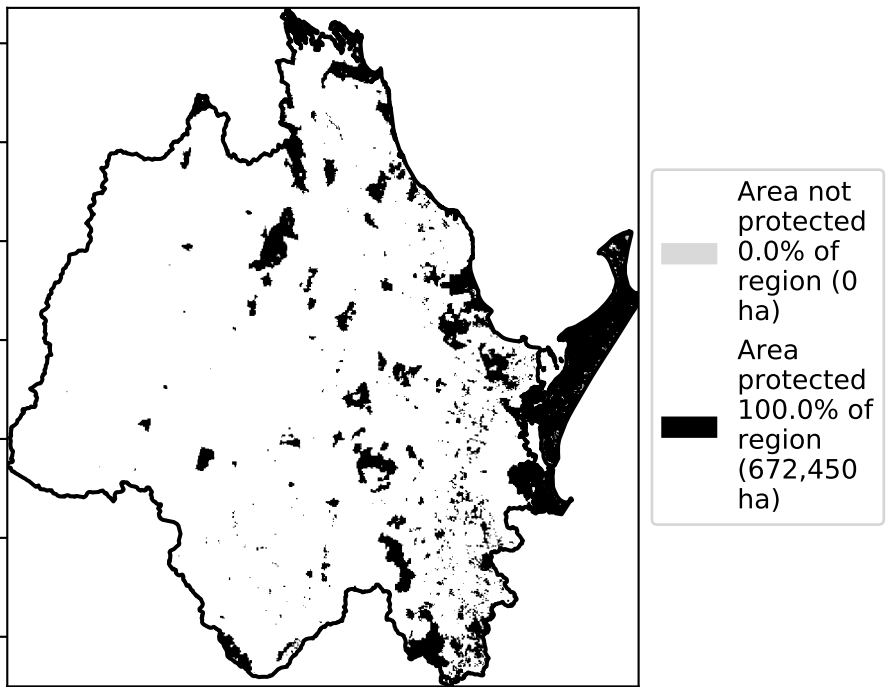 Area not
protected
0.0% of
region (0
ha)
Area
protected
100.0% of
region
(672,450
ha)